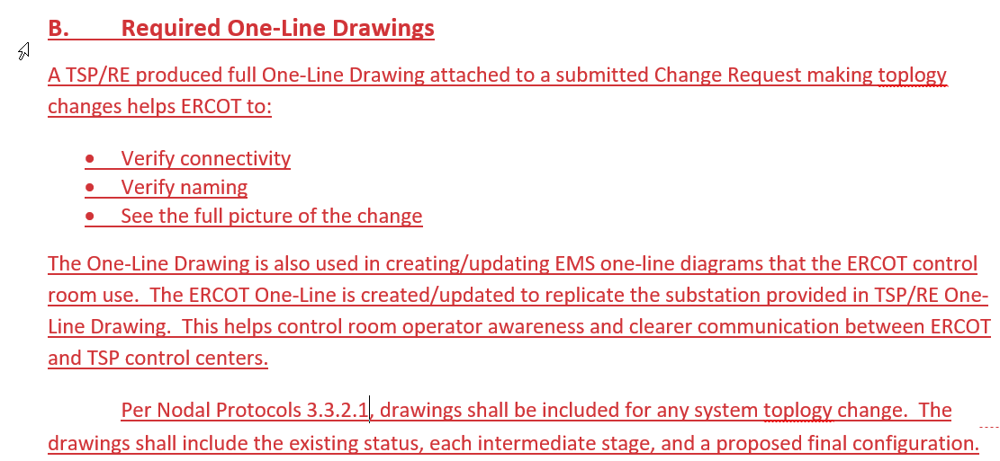 B. Required One-Line Drawings
A TSP/RE produced full One-Line Drawing attached to a submitted Change Request making toplogy
changes helps ERCOT to:
• Verify connectivity
• Verify naming
• See the full picture of the change
The One-Line Drawing is also used in creating/updating EMS one-line diagrams that the ERCOT control
room use.  The ERCOT One-Line is created/updated to replicate the substation provided in TSP/RE One-
Line Drawing.  This helps control room operator awareness and clearer communication between ERCOT
and TSP control centers.
Per Nodal Protocols 3.3.2.1, drawings shall be included for any system toplogy change.  The
drawings shall include the existing status, each intermediate stage, and a proposed final configuration.